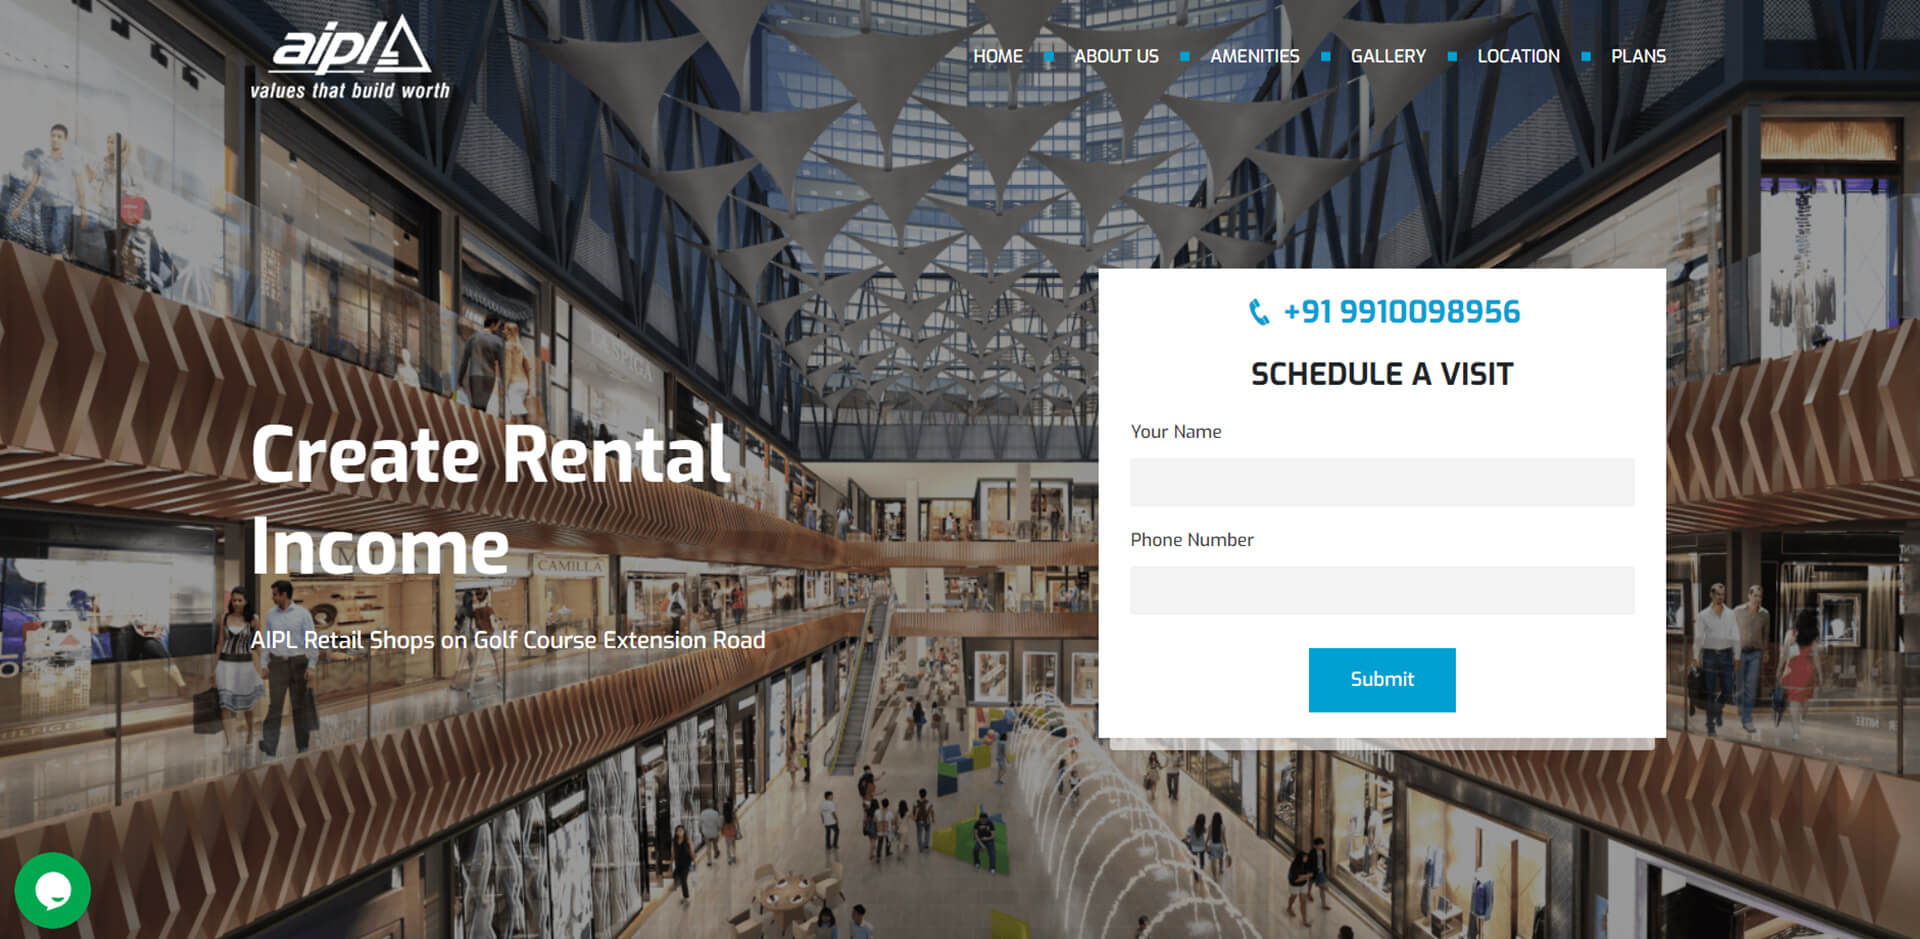 aipl
values that build worth
HOME
ABOUT US
AMENITIES
GALLERY
LOCATION
PLANS
+91 9910098956
SCHEDULE A VISIT
Your Name
Phone Number
Submit
Create Rental
Income
AIPL Retail Shops on Golf Course Extension Road
CAMILLA